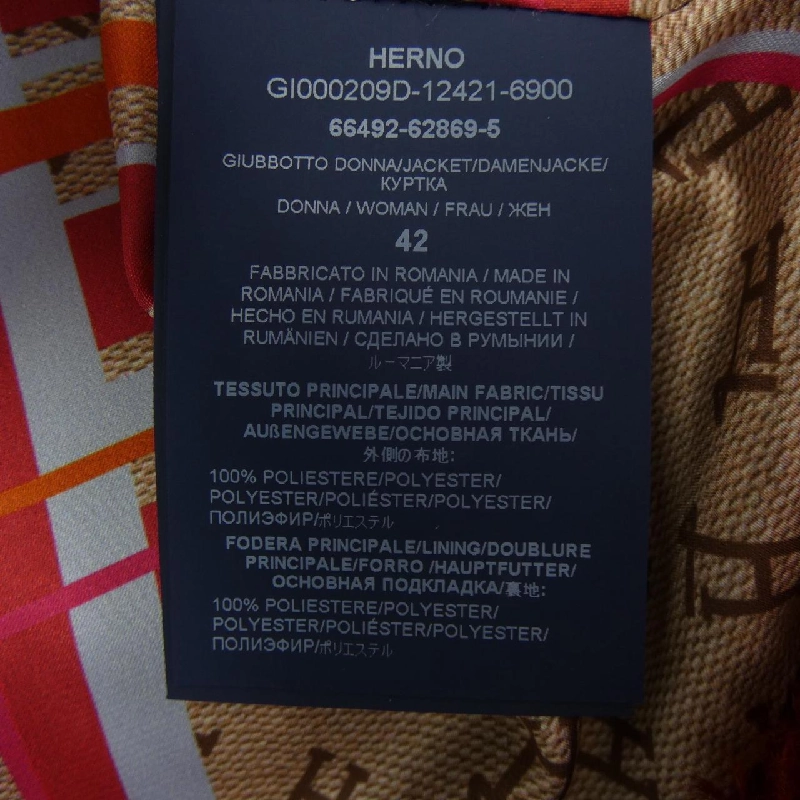 HERNO
GI000209D-12421-6900
66492-62869-5
GIUBBOTTO DONNA/JACKET/DAMENJACKE/
КУРТКА
DONNA / WOMAN / FRAU / ЖЕН
42
FABBRICATO IN ROMANIA / MADE IN
ROMANIA / FABRIQUÉ EN ROUMANIE /
HECHO EN RUMANIA / HERGESTELLT IN
RUMÄNIEN / СДЕЛАНО В РУМЫНИИ /
ルーマニア製
TESSUTO PRINCIPALE/MAIN FABRIC/TISSU
PRINCIPAL/TEJIDO PRINCIPAL/
AUßENGEWEBE/ОСНОВНАЯ ТКАНЬ/
外側の布地:
100% POLIESTERE/POLYESTER/
POLYESTER/POLIÉSTER/POLYESTER/
ПОЛИЭФИР/ポリエステル
FODERA PRINCIPALE/LINING/DOUBLURE
PRINCIPALE/FORRO /HAUPTFUTTER/
ОСНОВНАЯ ПОДКЛАДКА/裏地:
100% POLIESTERE/POLYESTER/
POLYESTER/POLIÉSTER/POLYESTER/
ПОЛИЭФИР/ポリエステル